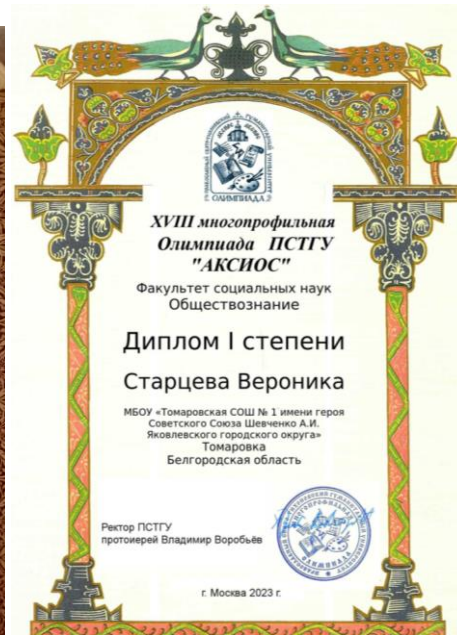 ОЛИМПИАДА
XVIII многопрофильная
Олимпиада ПСТГУ
"АКСИОС"
Факультет социальных наук
Обществознание
Диплом I степени
Старцева Вероника
МБОУ «Томаровская СОШ № 1 имени героя
Советского Союза Шевченко А.И.
Яковлевского городского округа»
Томаровка
Белгородская область
Ректор ПСТГУ
протоиерей Владимир Воробьёв
г. Москва 2023 г.